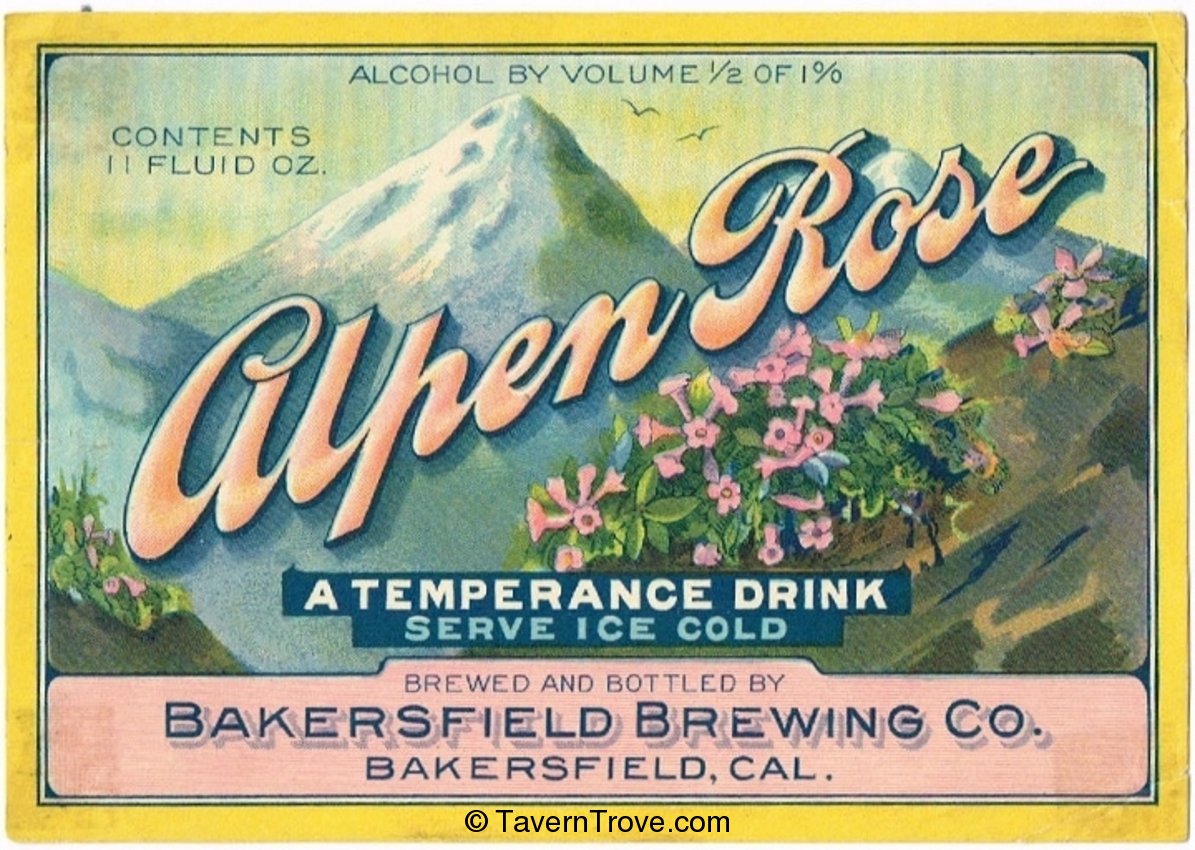 ALCOHOL BY VOLUME ½ OF 1%
CONTENTS
11 FLUID OZ.
Alpen Rose
A TEMPERANCE DRINK
SERVE ICE COLD
BREWED AND BOTTLED BY
BAKERSFIELD BREWING CO.
BAKERSFIELD, CAL.
© TavernTrove.com